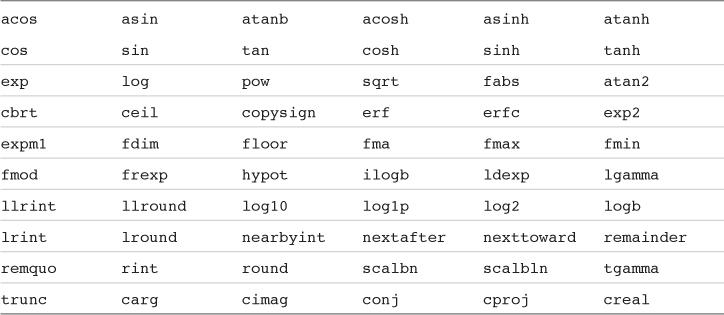 acos asin atanb acosh asinh atanh
cos sin tan cosh sinh tanh
exp log pow sqrt fabs atan2
cbrt ceil copysign erf erfc exp2
expm1 fdim floor fma fmax fmin
fmod frexp hypot ilogb ldexp lgamma
llrint llround log10 log1p log2 logb
lrint lround nearbyint nextafter nexttoward remainder
remquo rint round scalbn scalbln tgamma
trunc carg cimag conj cproj creal